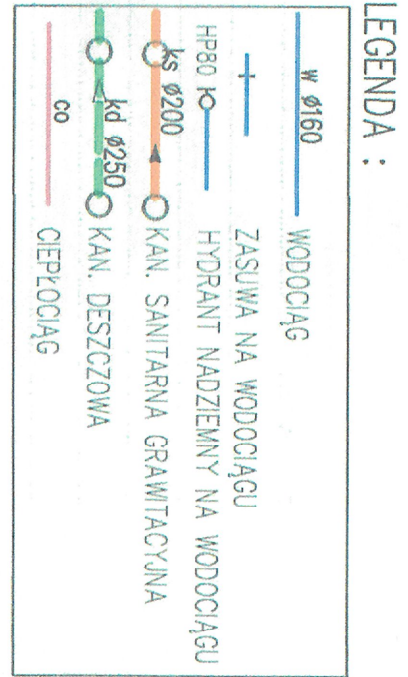 LEGENDA :
w ø160 WODOCIĄG
ZASUWA NA WODOCIĄGU
HP80 HYDRANT NADZIEMNY NA WODOCIĄGU
ks ø200 KAN. SANITARNA GRAWITACYJNA
kd ø250 KAN. DESZCZOWA
co CIEPŁOCIĄG